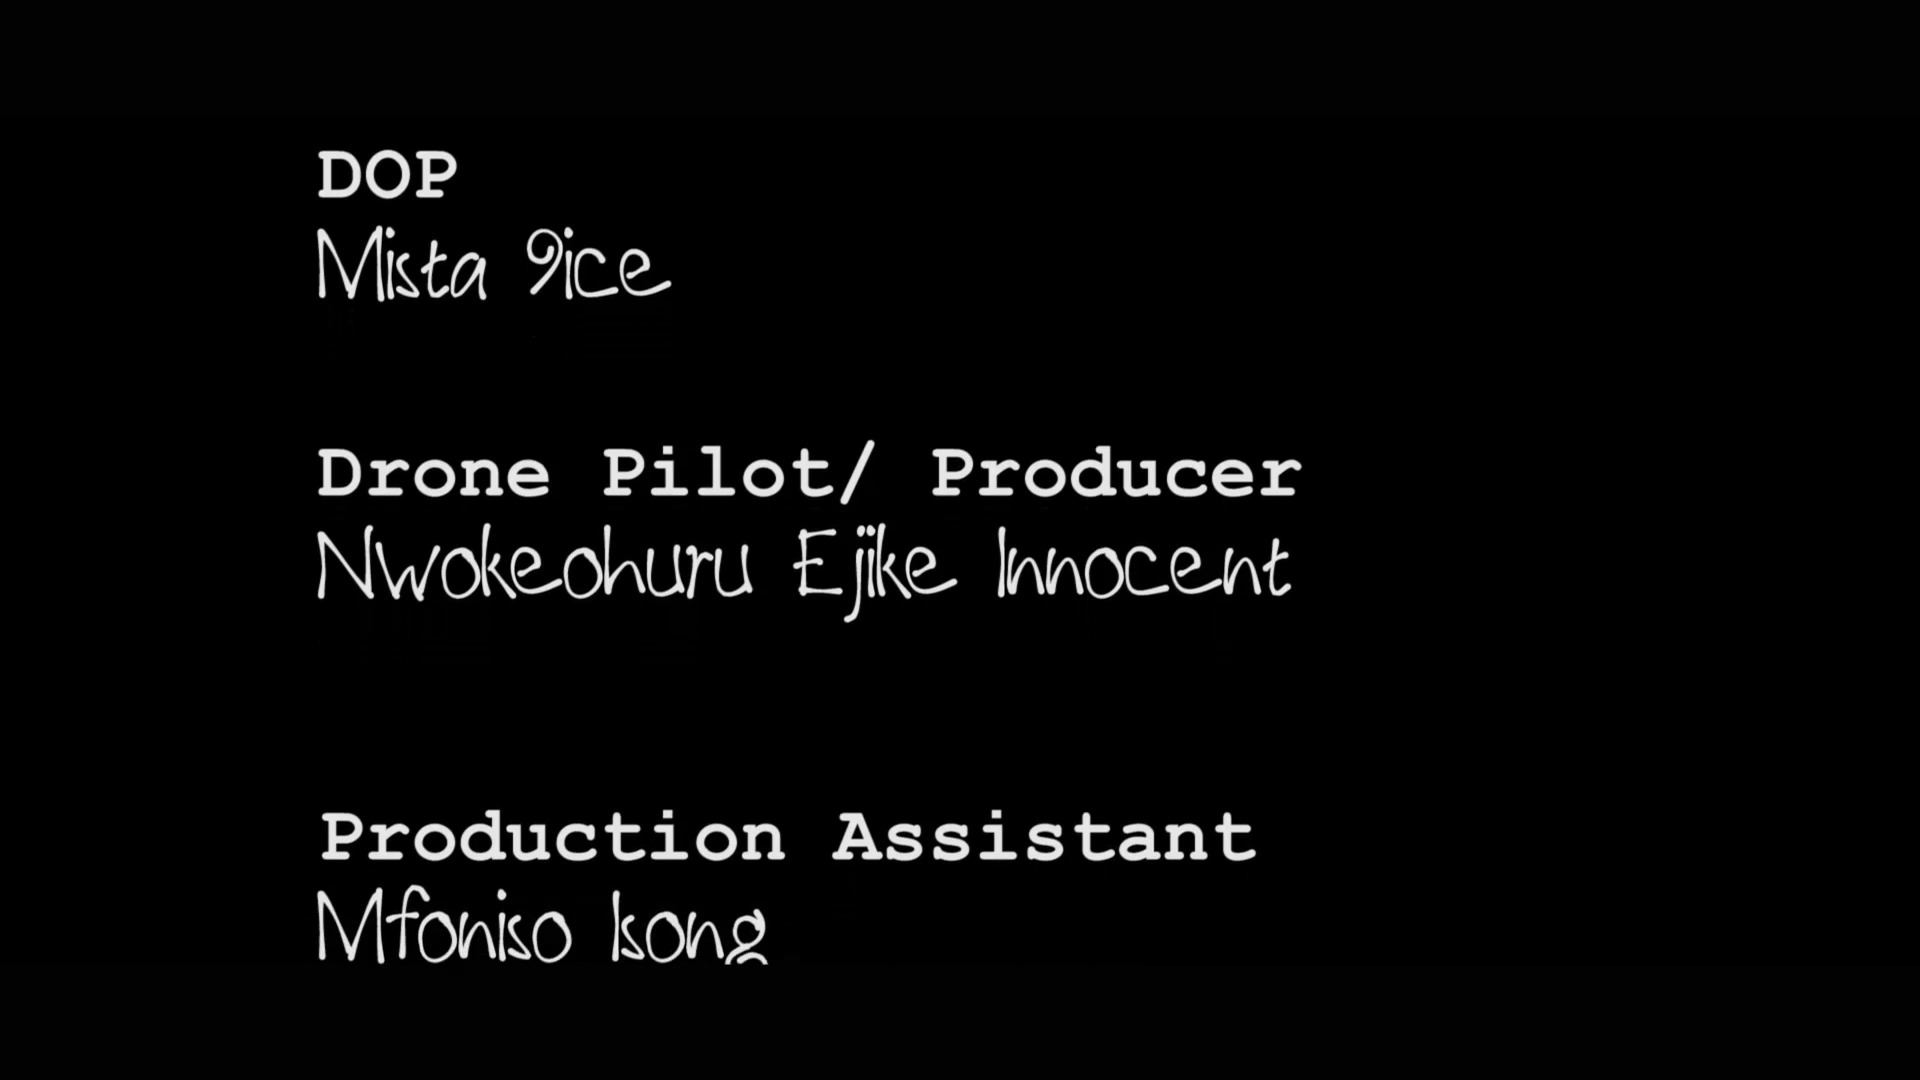 DOP
Mista 9ice
Drone Pilot/ Producer
Nwokeohuru Ejike Innocent
Production Assistant
Mfoniso Isong